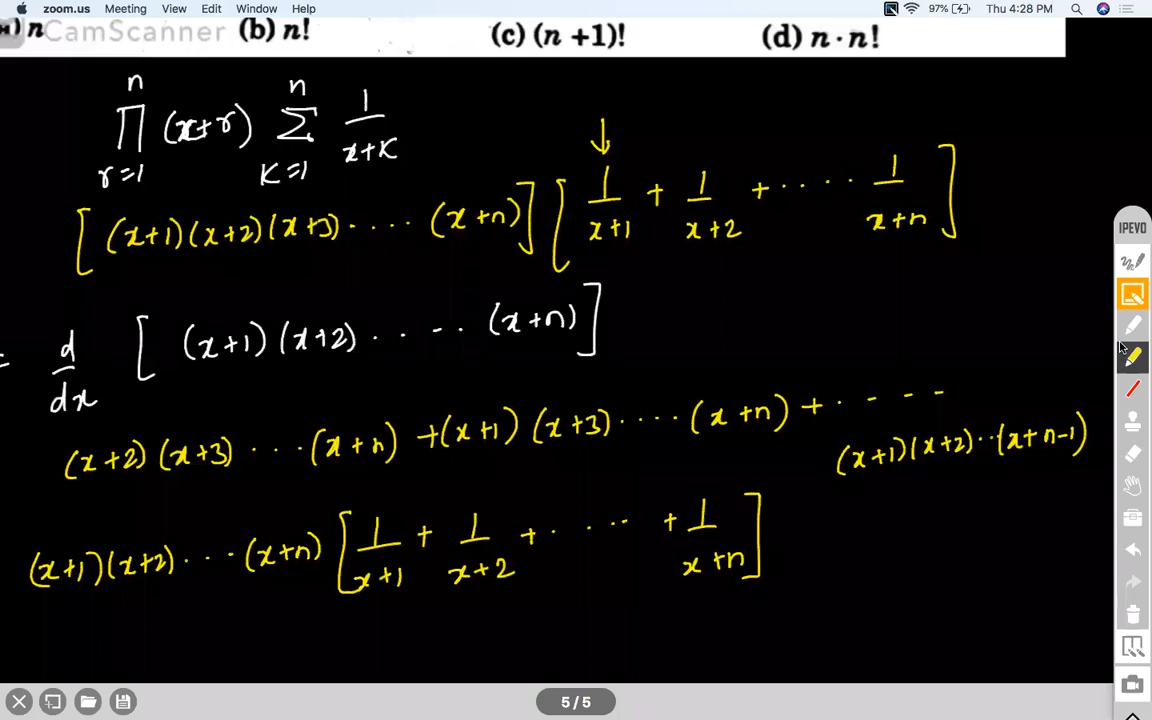 zoom.us Meeting View Edit Window Help 97% Thu 4:28 PM
n CamScanner (b) n! (c) (n +1)! (d) n · n!
n n
∏ (x+r) ∑ 1/(x+K)
r=1 K=1
[(x+1)(x+2)(x+3)·····(x+n)] [1/(x+1) + 1/(x+2) + ····· 1/(x+n)]
= d/dx [(x+1)(x+2)·····(x+n)]
(x+2)(x+3)····(x+n) + (x+1)(x+3)·····(x+n) + ·----
(x+1)(x+2)··(x+n-1)
(x+1)(x+2)····(x+n) [1/(x+1) + 1/(x+2) + ····· + 1/(x+n)]
IPEVO
5 / 5